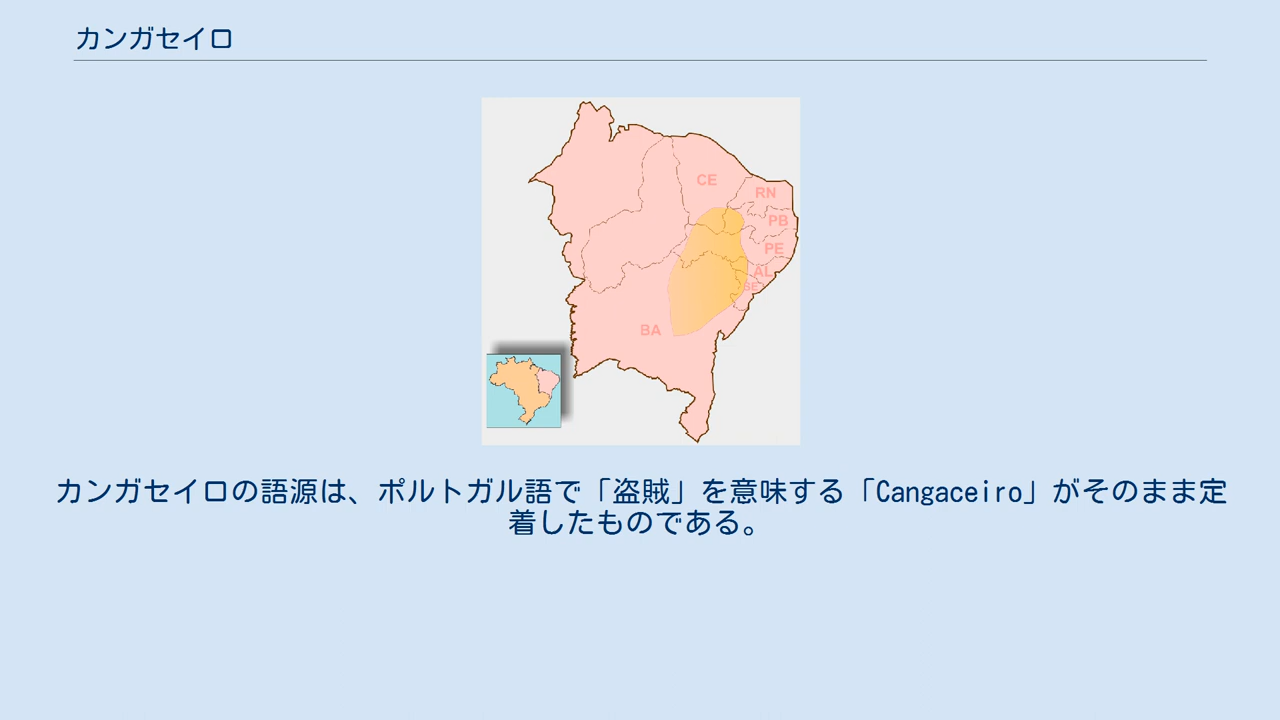 カンガセイロ
CE
RN
PB
PE
AL
SE
BA
カンガセイロの語源は、ポルトガル語で「盗賊」を意味する「Cangaceiro」がそのまま定
着したものである。